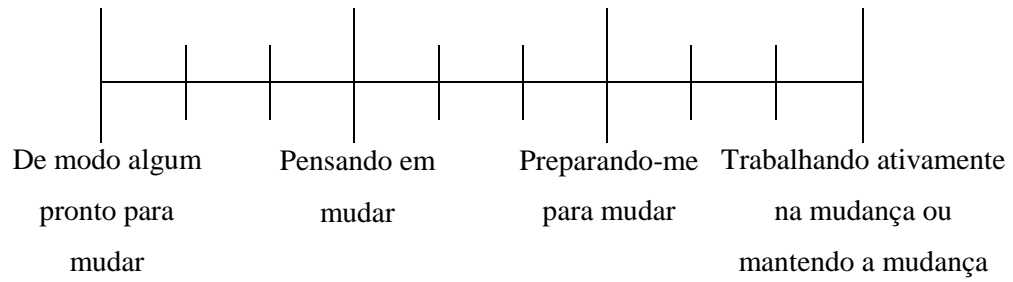 De modo algum
pronto para
mudar
Pensando em
mudar
Preparando-me
para mudar
Trabalhando ativamente
na mudança ou
mantendo a mudança